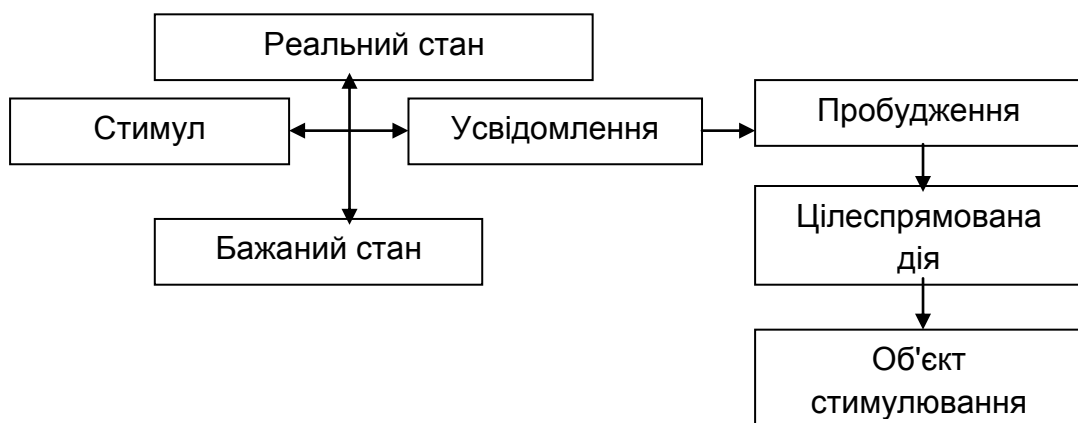 Реальний стан
Стимул
Усвідомлення
Пробудження
Бажаний стан
Цілеспрямована
дія
Об'єкт
стимулювання